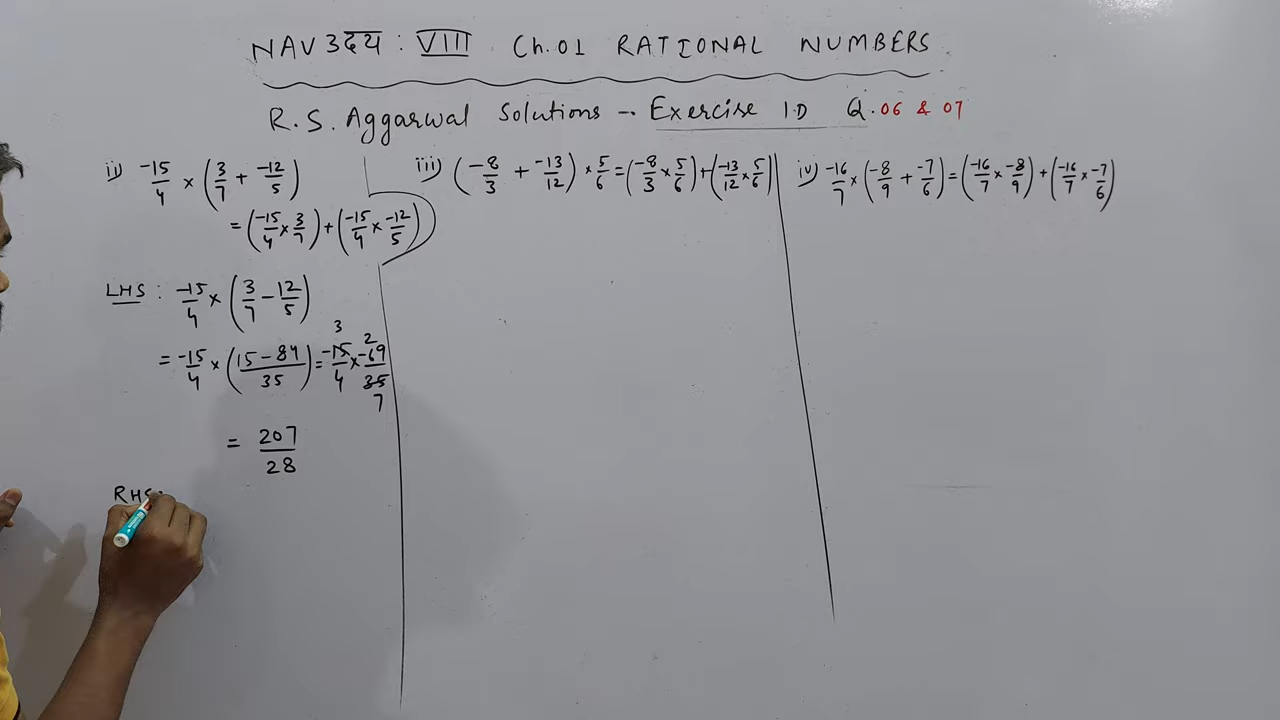 NAVउदय : VIII Ch.01 RATIONAL NUMBERS
R.S. Aggarwal Solutions - Exercise 1.D Q. 06 & 07
ii) -15/4 × (3/7 + -12/5)
= (-15/4 × 3/7) + (-15/4 × -12/5)
LHS : -15/4 × (3/7 - 12/5)
= -15/4 × (15 - 84/35) = -15/4 × -69/35
3 2 7
= 207/28
RHS:
iii) (-8/3 + -13/12) × 5/6 = (-8/3 × 5/6) + (-13/12 × 5/6)
iv) -16/7 × (-8/9 + -7/6) = (-16/7 × -8/9) + (-16/7 × -7/6)